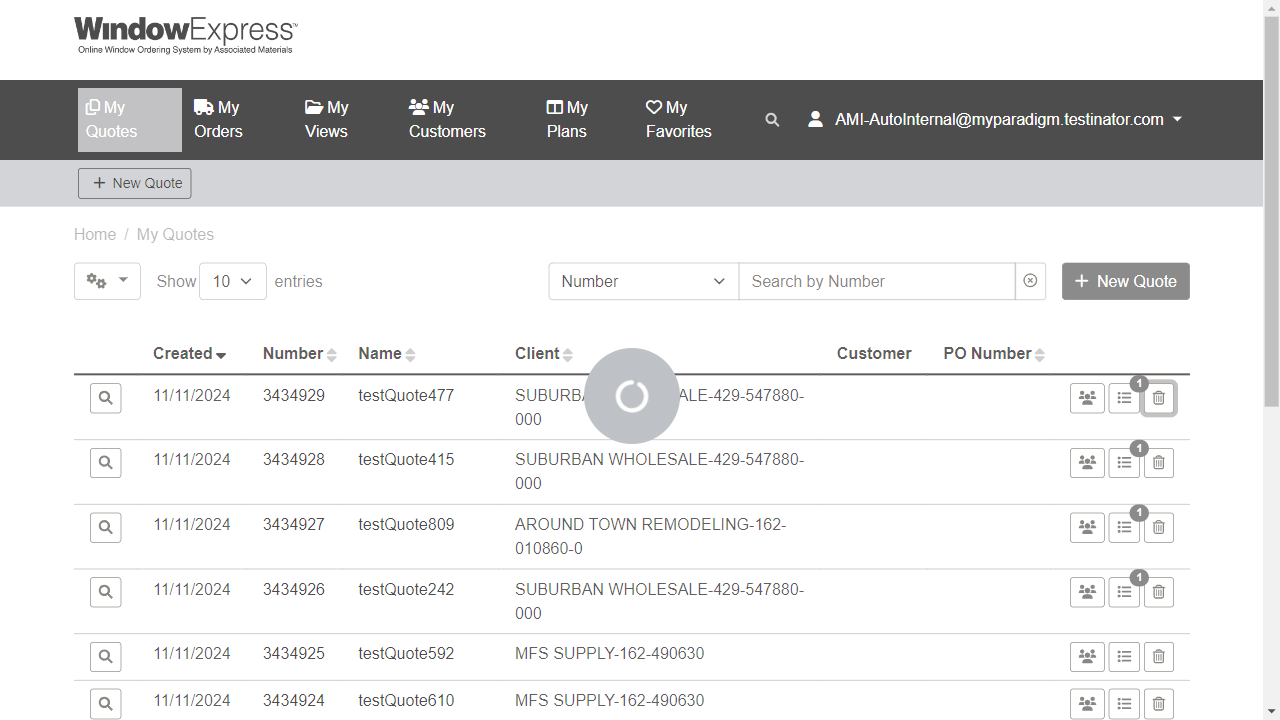 WindowExpress™
Online Window Ordering System by Associated Materials
My Quotes
My Orders
My Views
My Customers
My Plans
My Favorites
AMI-AutoInternal@myparadigm.testinator.com
New Quote
Home / My Quotes
Show 10 entries
Number
Search by Number
New Quote
Created Number Name Client Customer PO Number
11/11/2024 3434929 testQuote477 SUBURBAN WHOLESALE-429-547880-000 1
11/11/2024 3434928 testQuote415 SUBURBAN WHOLESALE-429-547880-000 1
11/11/2024 3434927 testQuote809 AROUND TOWN REMODELING-162-010860-0 1
11/11/2024 3434926 testQuote242 SUBURBAN WHOLESALE-429-547880-000 1
11/11/2024 3434925 testQuote592 MFS SUPPLY-162-490630
11/11/2024 3434924 testQuote610 MFS SUPPLY-162-490630